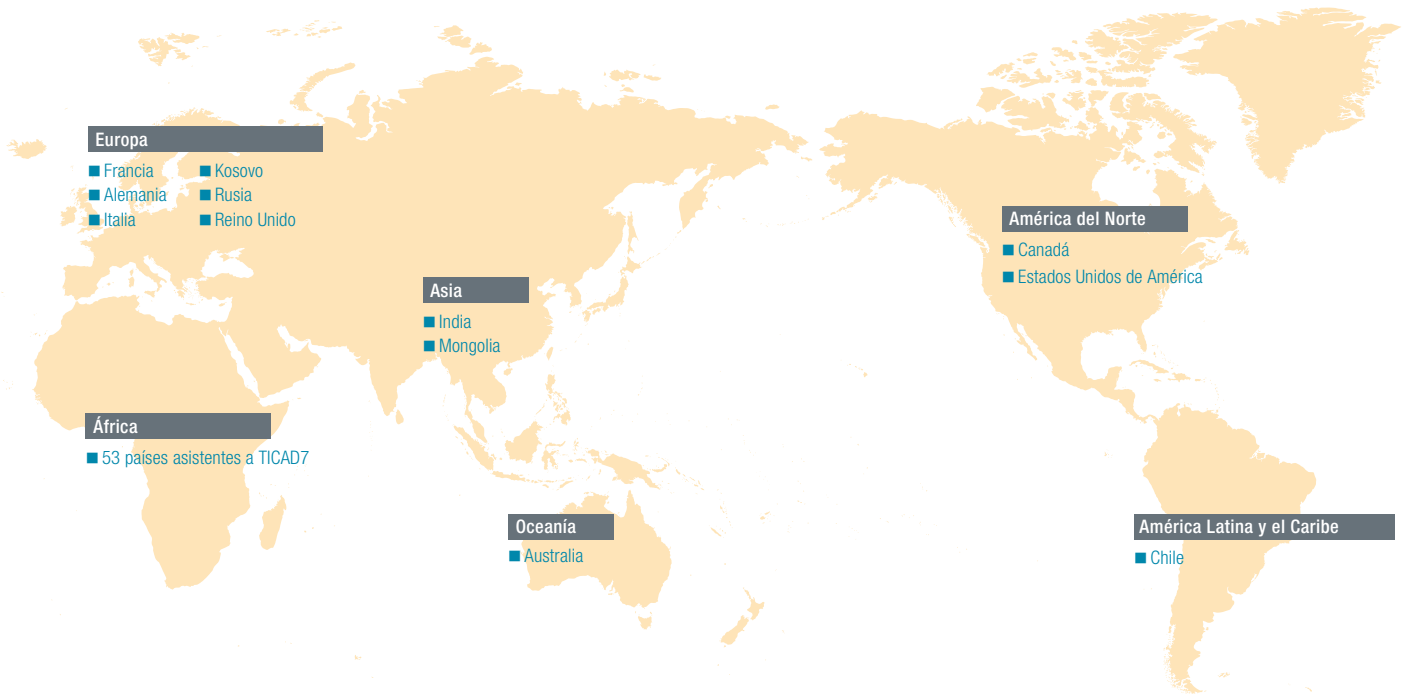 Europa
■ Francia
■ Alemania
■ Italia
■ Kosovo
■ Rusia
■ Reino Unido
América del Norte
■ Canadá
■ Estados Unidos de América
Asia
■ India
■ Mongolia
África
■ 53 países asistentes a TICAD7
Oceanía
■ Australia
América Latina y el Caribe
■ Chile